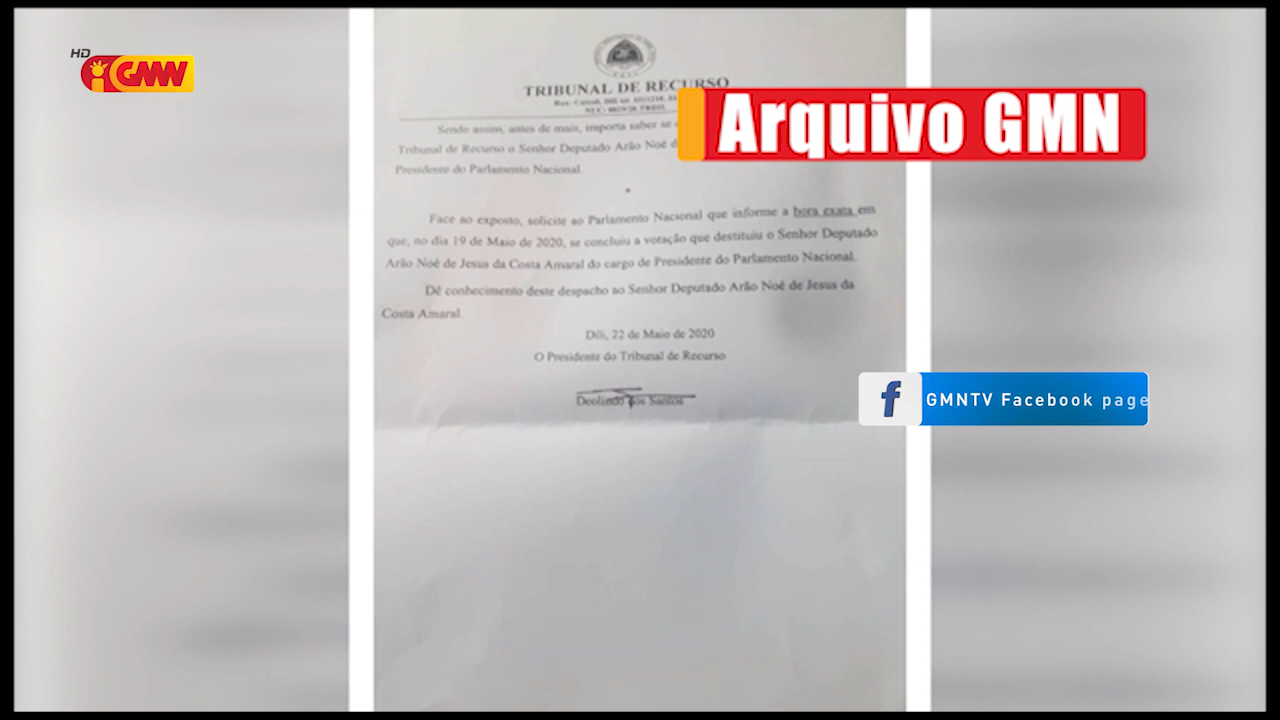 HD
GMN
TRIBUNAL DE RECURSO
Arquivo GMN
Sendo assim, antes de mais, importa saber se
Tribunal de Recurso o Senhor Deputado Arão Noé d
Presidente do Parlamento Nacional.
Face ao exposto, solicite ao Parlamento Nacional que informe a hora exata em
que, no dia 19 de Maio de 2020, se concluiu a votação que destituiu o Senhor Deputado
Arão Noé de Jesus da Costa Amaral do cargo de Presidente do Parlamento Nacional.
Dê conhecimento deste despacho ao Senhor Deputado Arão Noé de Jesus da
Costa Amaral.
Dili, 22 de Maio de 2020
O Presidente do Tribunal de Recurso
Deolindo dos Santos
f GMNTV Facebook page